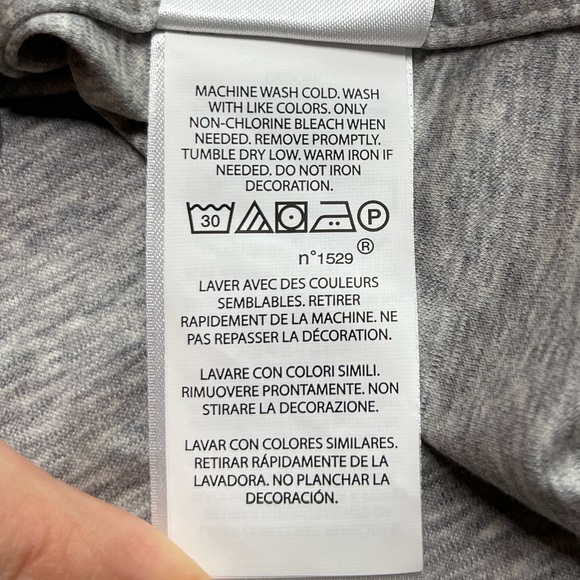 MACHINE WASH COLD. WASH
WITH LIKE COLORS. ONLY
NON-CHLORINE BLEACH WHEN
NEEDED. REMOVE PROMPTLY.
TUMBLE DRY LOW. WARM IRON IF
NEEDED. DO NOT IRON
DECORATION.
30 P
n°1529 ®
LAVER AVEC DES COULEURS
SEMBLABLES. RETIRER
RAPIDEMENT DE LA MACHINE. NE
PAS REPASSER LA DÉCORATION.
LAVARE CON COLORI SIMILI.
RIMUOVERE PRONTAMENTE. NON
STIRARE LA DECORAZIONE.
LAVAR CON COLORES SIMILARES.
RETIRAR RÁPIDAMENTE DE LA
LAVADORA. NO PLANCHAR LA
DECORACIÓN.